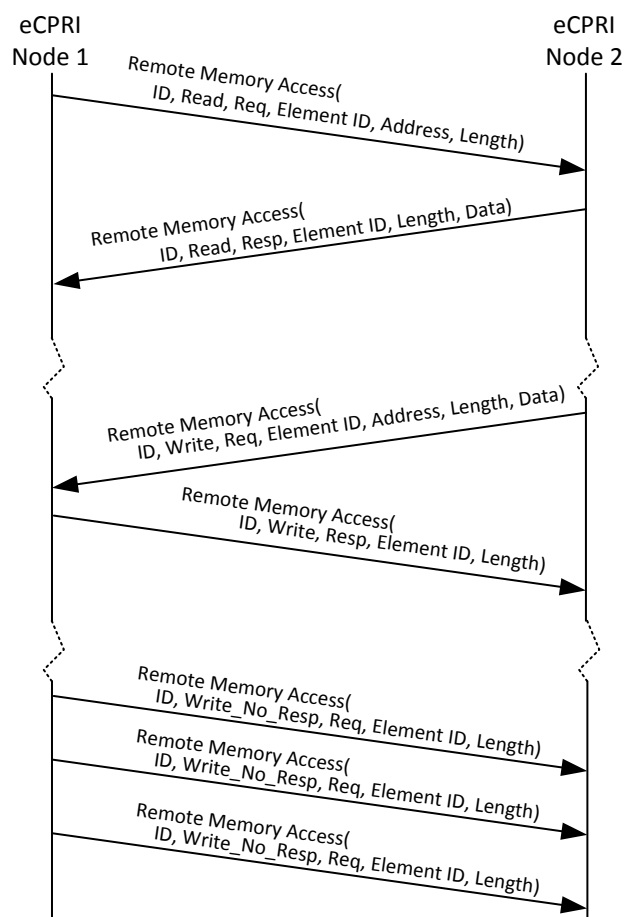 eCPRI
Node 1
eCPRI
Node 2
Remote Memory Access(
ID, Read, Req, Element ID, Address, Length)
Remote Memory Access(
ID, Read, Resp, Element ID, Length, Data)
Remote Memory Access(
ID, Write, Req, Element ID, Address, Length, Data)
Remote Memory Access(
ID, Write, Resp, Element ID, Length)
Remote Memory Access(
ID, Write_No_Resp, Req, Element ID, Length)
Remote Memory Access(
ID, Write_No_Resp, Req, Element ID, Length)
Remote Memory Access(
ID, Write_No_Resp, Req, Element ID, Length)